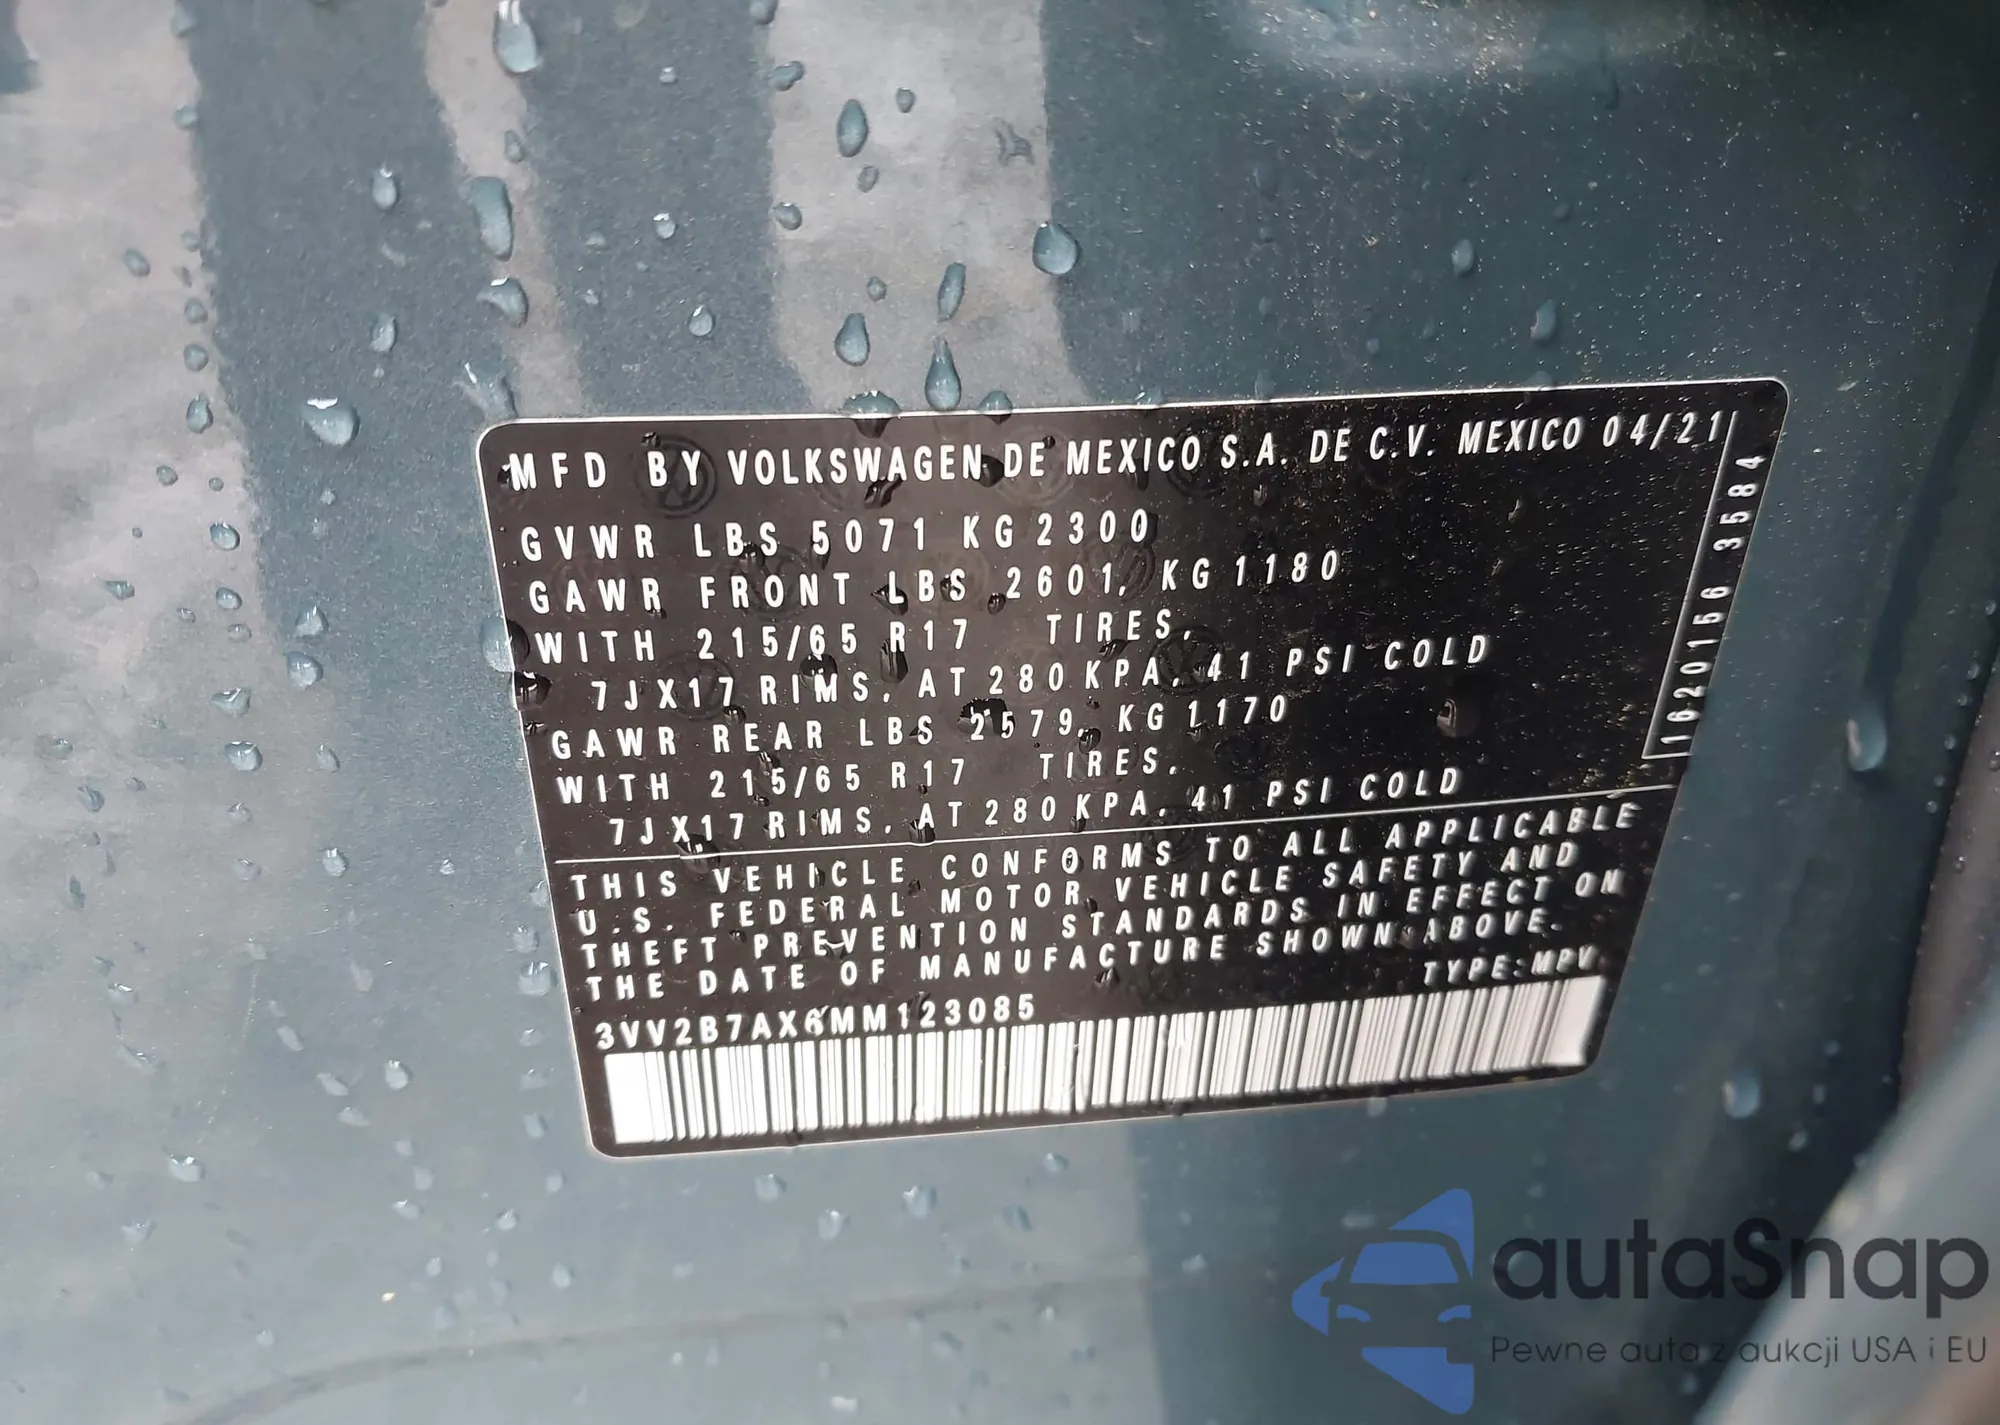 MFD BY VOLKSWAGEN DE MEXICO S.A. DE C.V. MEXICO 04/21
GVWR LBS 5071 KG 2300
GAWR FRONT LBS 2601, KG 1180
WITH 215/65 R17 TIRES,
7JX17 RIMS, AT 280 KPA, 41 PSI COLD
GAWR REAR LBS 2579, KG 1170
WITH 215/65 R17 TIRES,
7JX17 RIMS, AT 280 KPA, 41 PSI COLD
1620156 3584
THIS VEHICLE CONFORMS TO ALL APPLICABLE
U.S. FEDERAL MOTOR VEHICLE SAFETY AND
THEFT PREVENTION STANDARDS IN EFFECT ON
THE DATE OF MANUFACTURE SHOWN ABOVE.
TYPE: MPV
3VV2B7AX6MM123085
autaSnap
Pewne auta z aukcji USA i EU